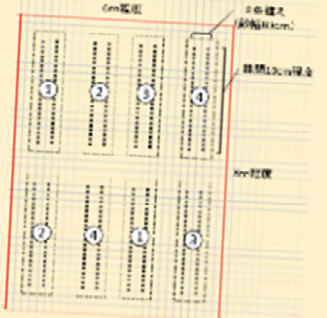 6m程度
2条植え
株間15cm程度
8m程度
① ② ③ ④
② ④ ① ③